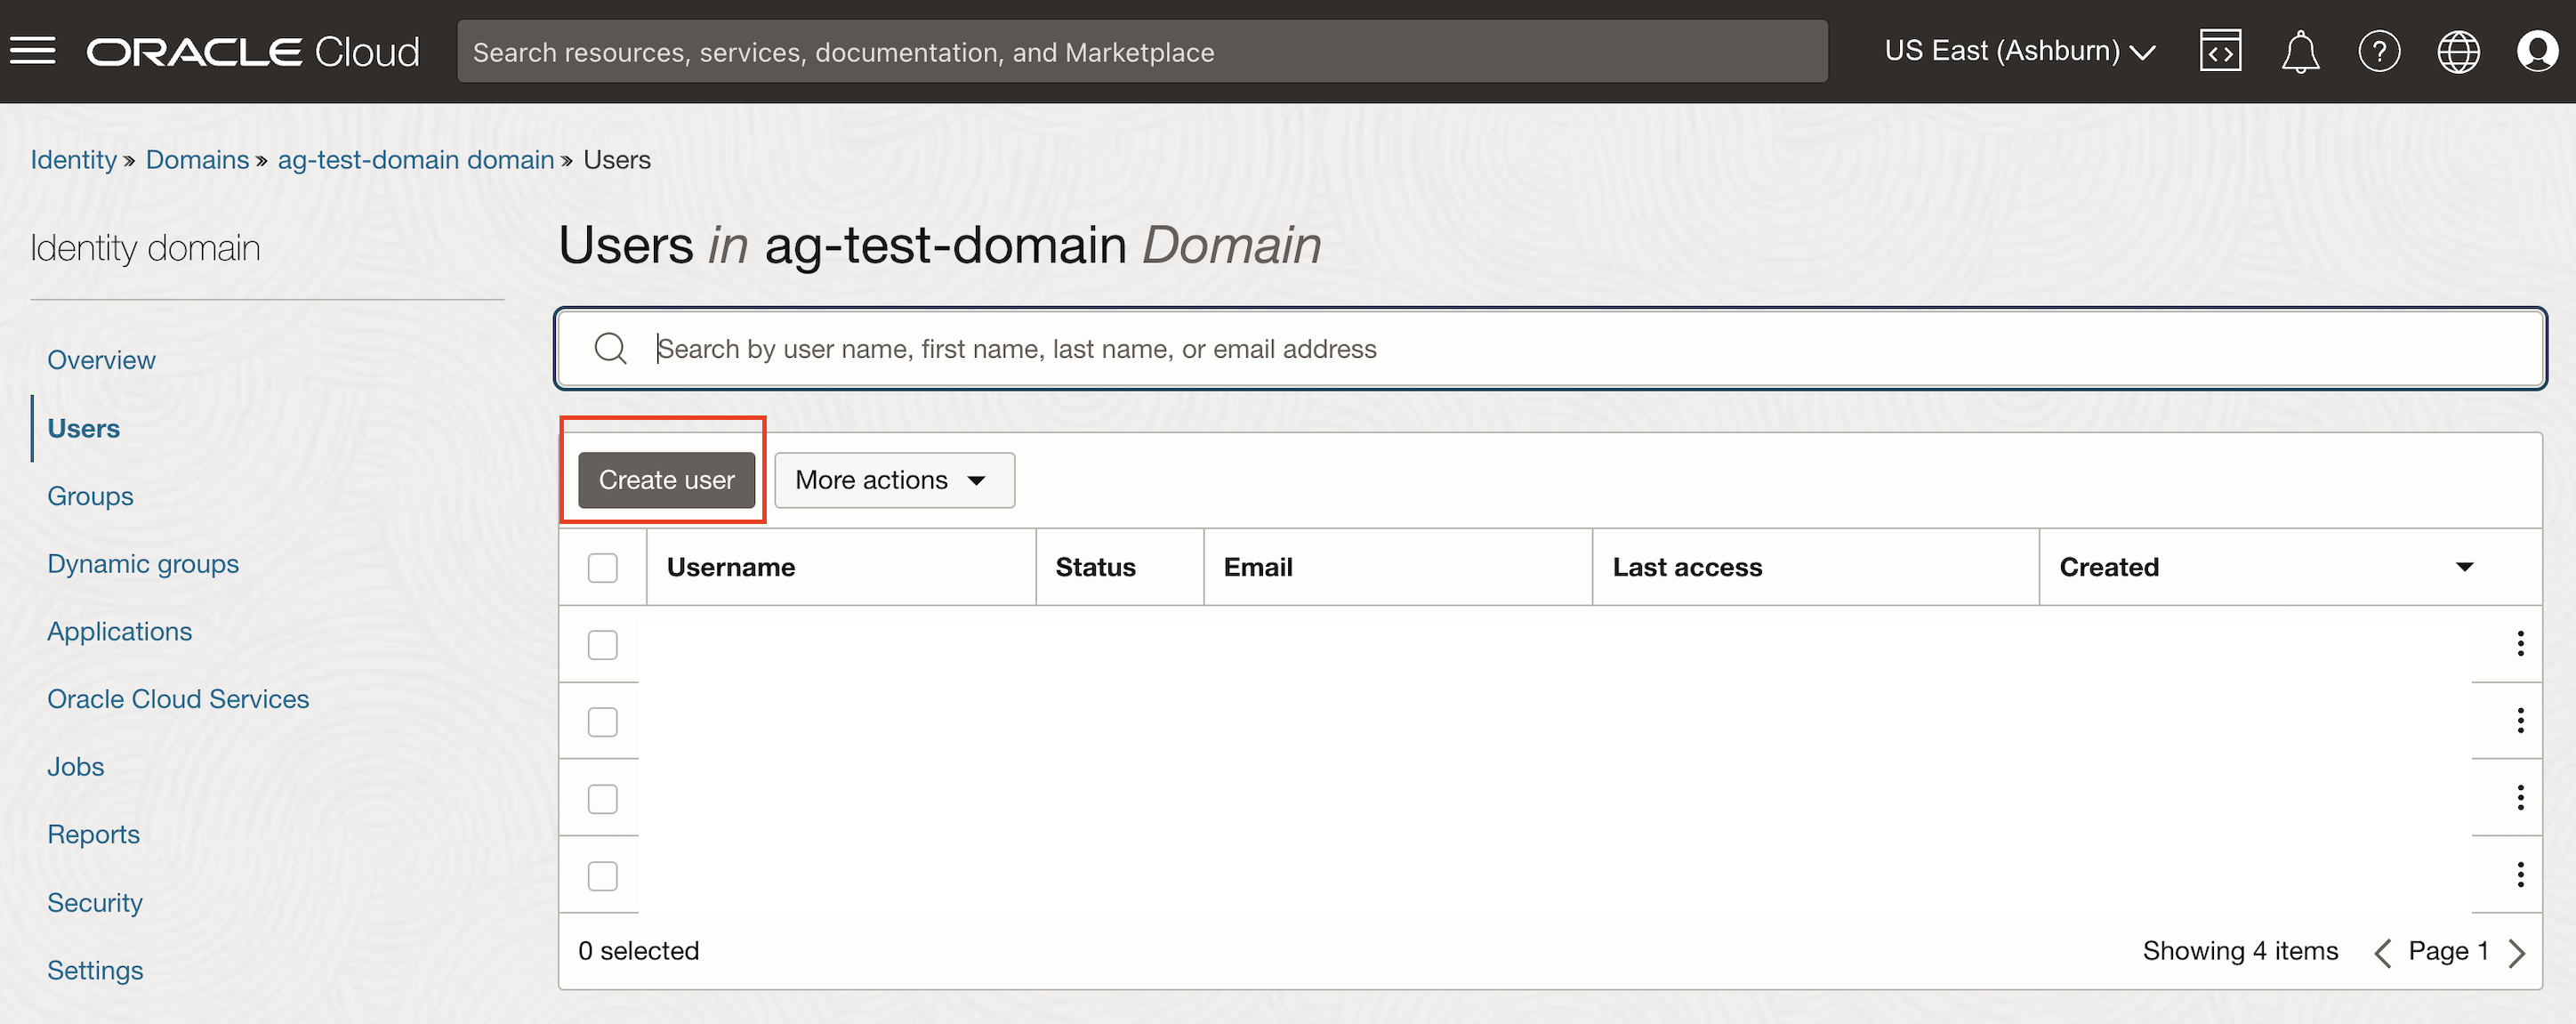 ORACLE Cloud
Search resources, services, documentation, and Marketplace
US East (Ashburn)
Identity » Domains » ag-test-domain domain » Users
Identity domain
Overview
Users
Groups
Dynamic groups
Applications
Oracle Cloud Services
Jobs
Reports
Security
Settings
Users in ag-test-domain Domain
Search by user name, first name, last name, or email address
Create user
More actions
Username Status Email Last access Created
0 selected
Showing 4 items
Page 1